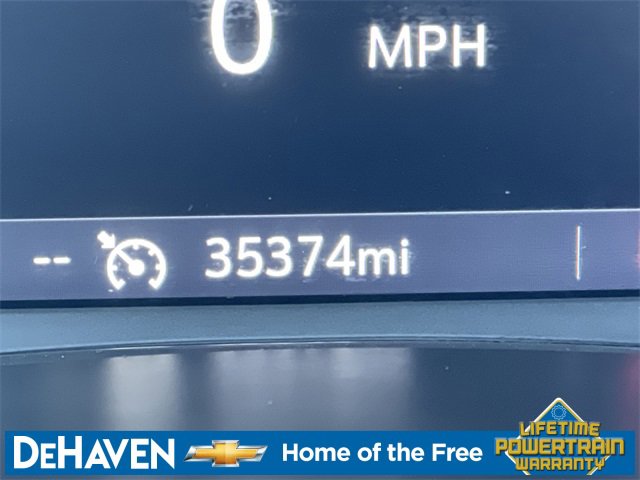 0 MPH
-- 35374mi
DEHAVEN Home of the Free
LIFETIME
POWERTRAIN
WARRANTY